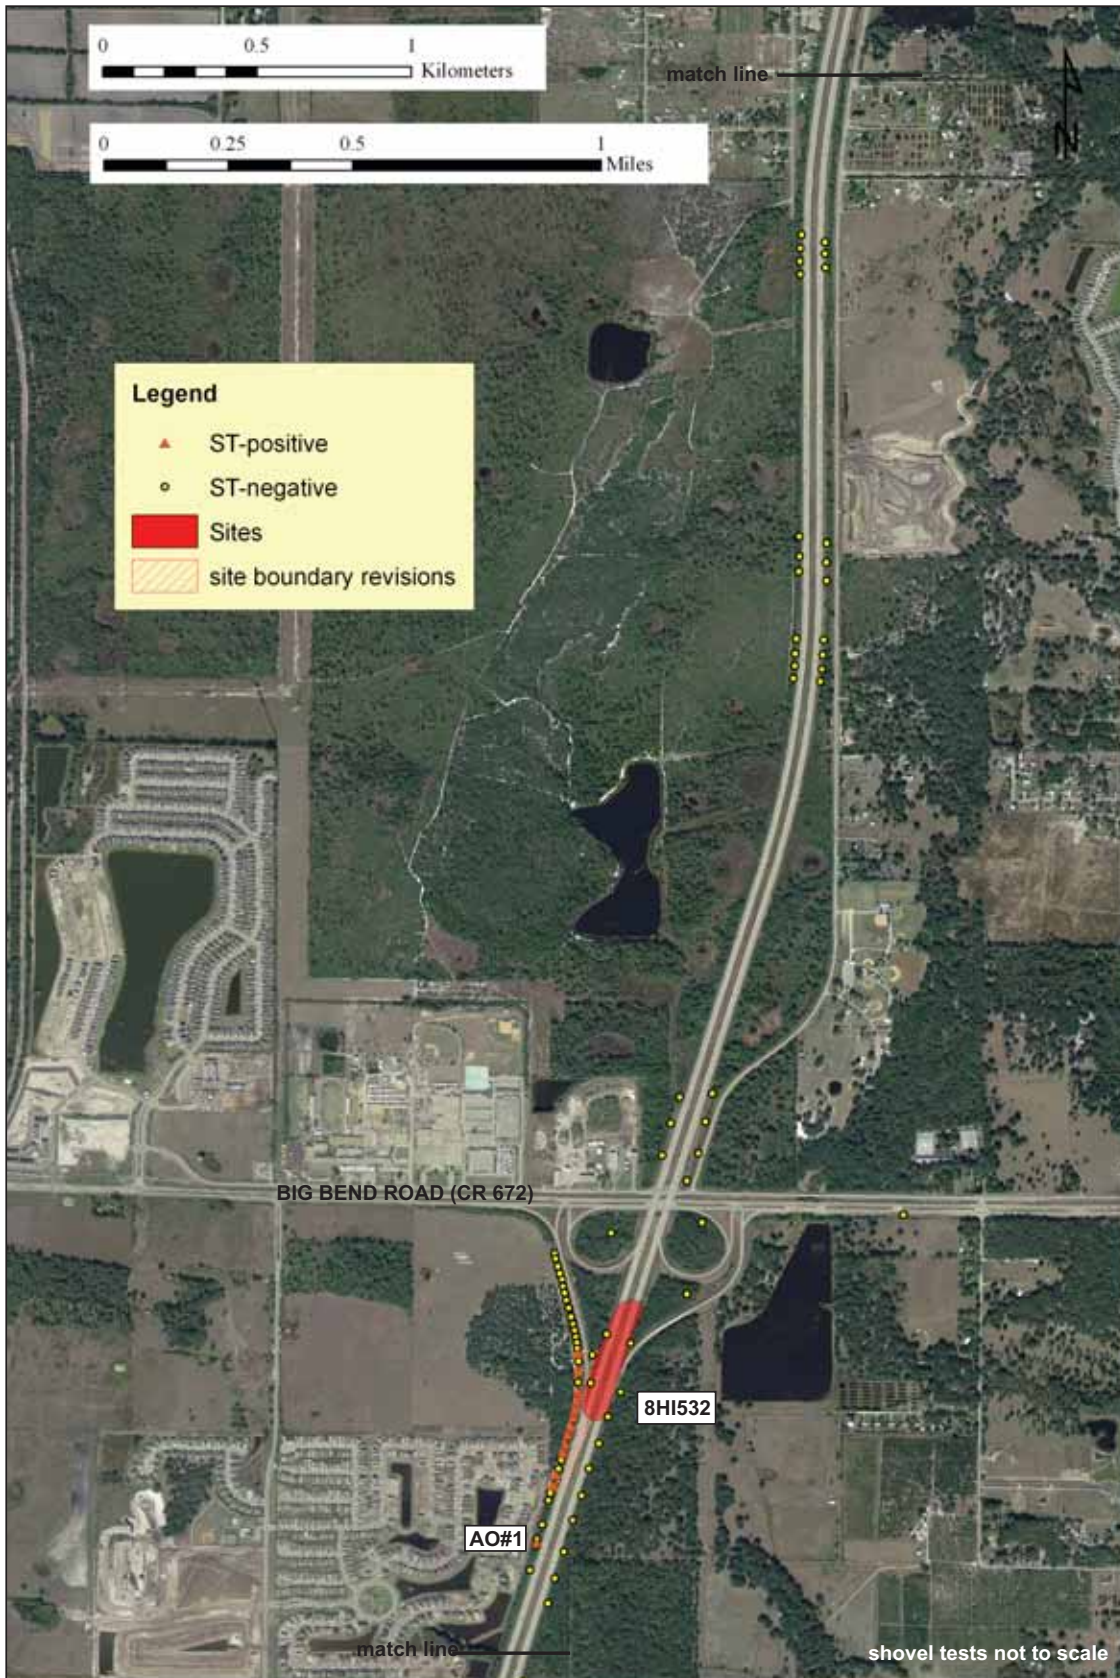 0 0.5 1
Kilometers
match line
0 0.25 0.5 1
Miles
N
Legend
ST-positive
ST-negative
Sites
site boundary revisions
BIG BEND ROAD (CR 672)
8HI532
AO#1
match line
shovel tests not to scale